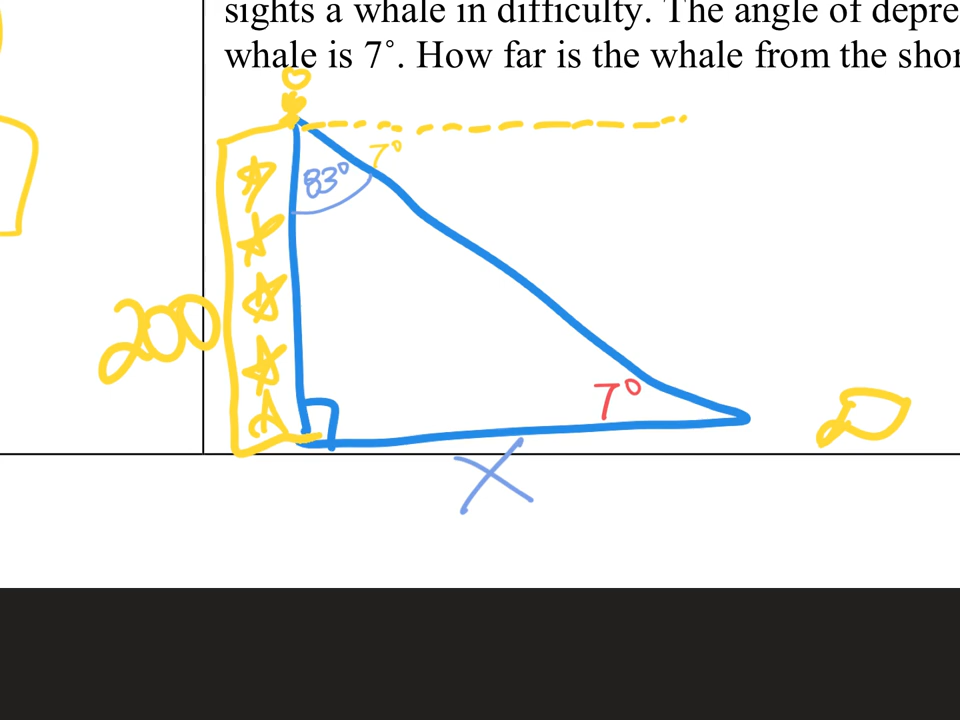 sights a whale in difficulty. The angle of depre
whale is 7˚. How far is the whale from the shor
7°
83°
200
7°
X